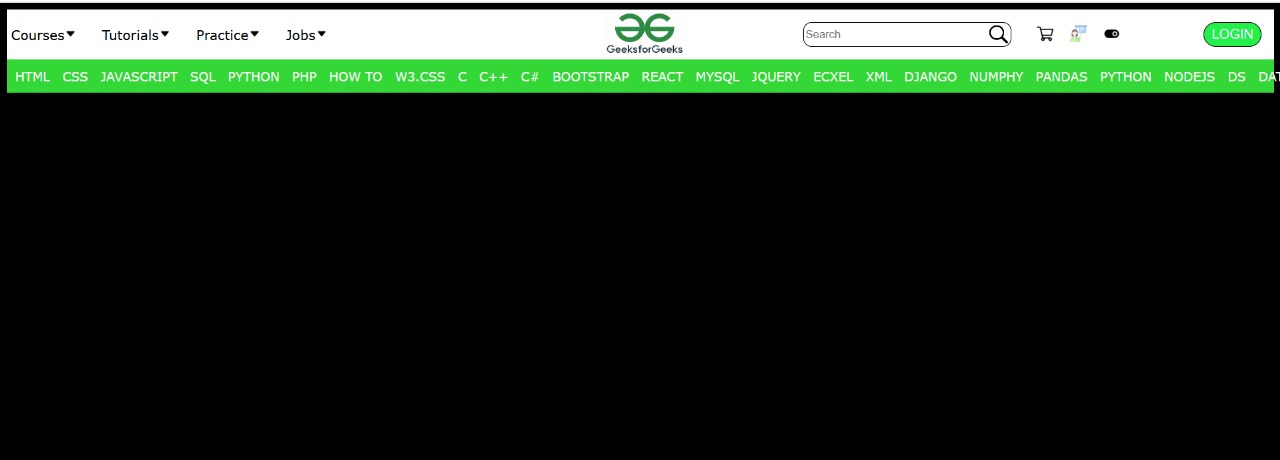 Courses Tutorials Practice Jobs GeeksforGeeks Search LOGIN
HTML CSS JAVASCRIPT SQL PYTHON PHP HOW TO W3.CSS C C++ C# BOOTSTRAP REACT MYSQL JQUERY ECXEL XML DJANGO NUMPHY PANDAS PYTHON NODEJS DS DAT